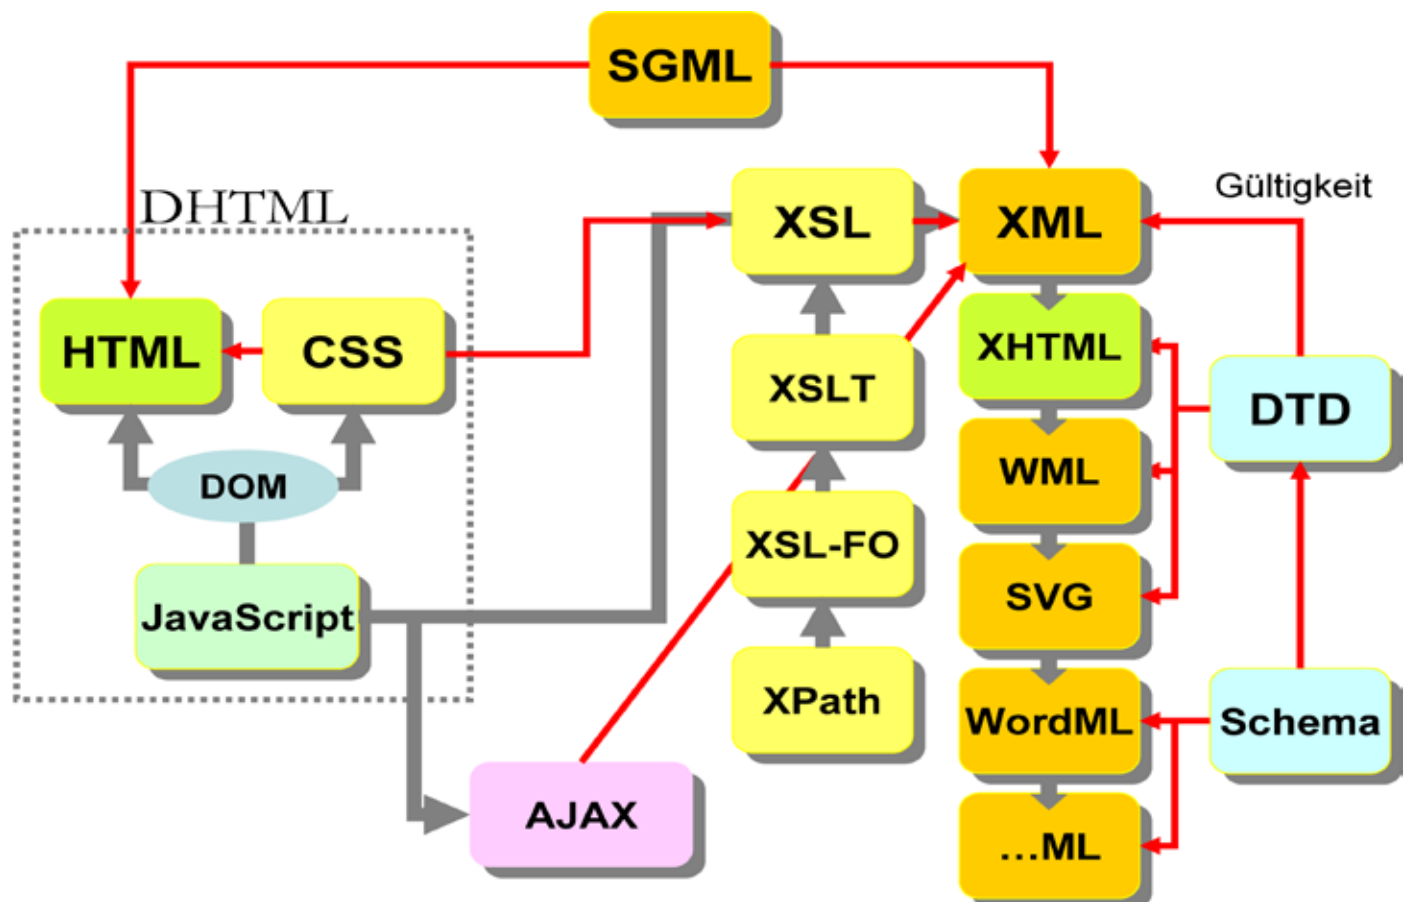 SGML
DHTML
XSL
XML
Gültigkeit
HTML
CSS
XSLT
XHTML
DTD
DOM
WML
XSL-FO
SVG
JavaScript
XPath
WordML
Schema
AJAX
...ML